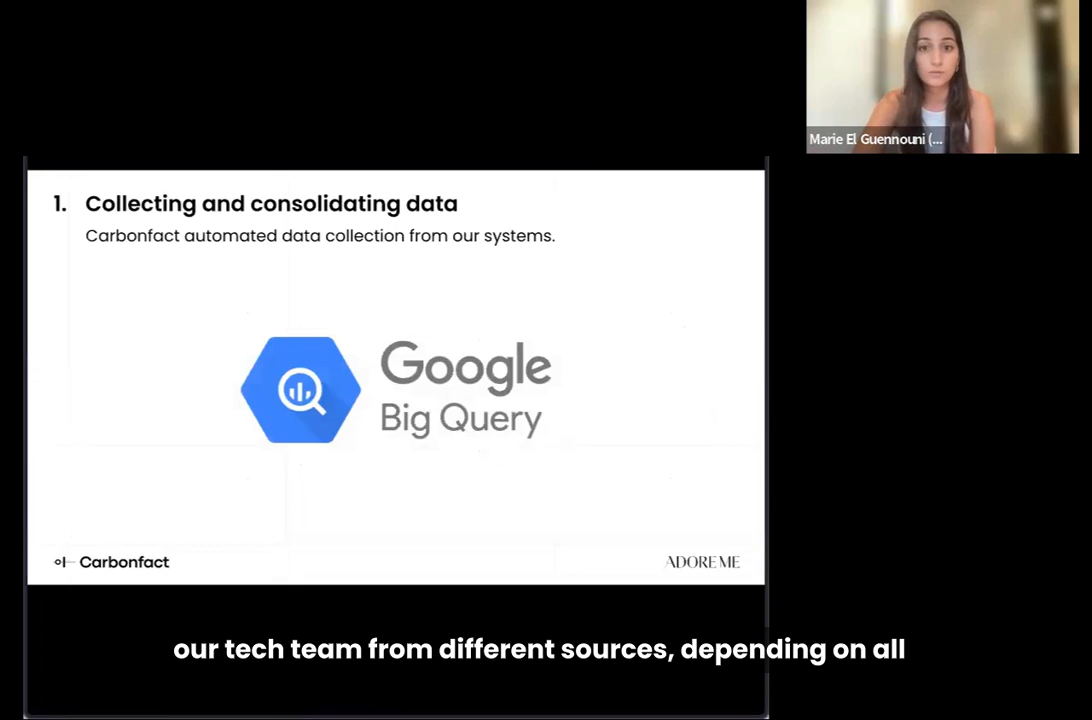 Marie El Guennouni (...
1. Collecting and consolidating data
Carbonfact automated data collection from our systems.
Google
Big Query
Carbonfact
ADORE ME
our tech team from different sources, depending on all